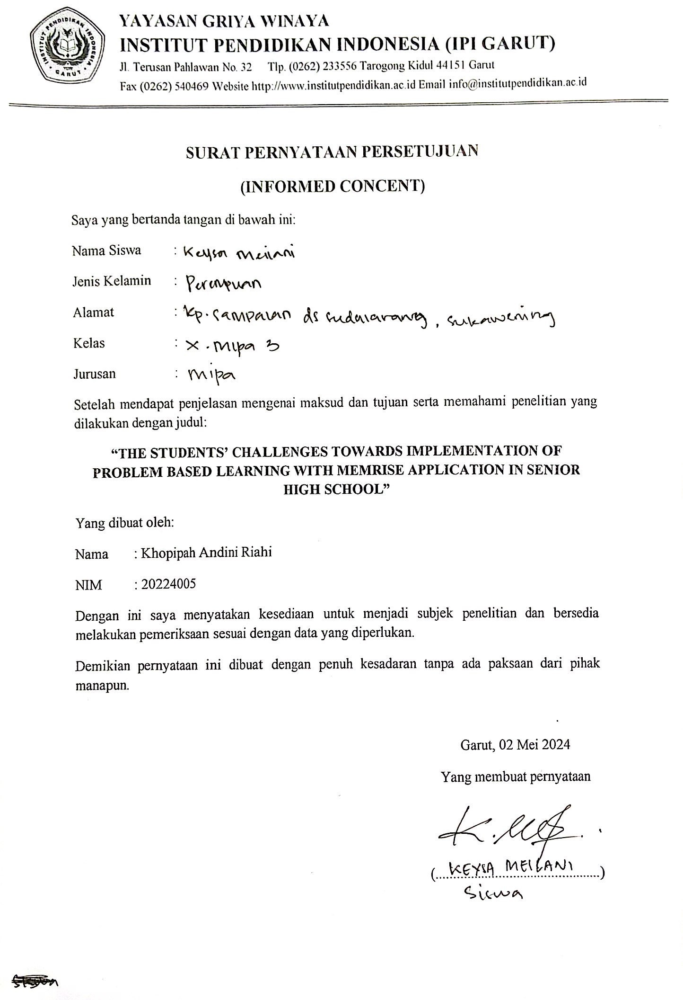 INSTITUT PENDIDIKAN INDONESIA
GARUT
YAYASAN GRIYA WINAYA
INSTITUT PENDIDIKAN INDONESIA (IPI GARUT)
Jl. Terusan Pahlawan No. 32 Tlp. (0262) 233556 Tarogong Kidul 44151 Garut
Fax (0262) 540469 Website http://www.institutpendidikan.ac.id Email info@institutpendidikan.ac.id
SURAT PERNYATAAN PERSETUJUAN
(INFORMED CONCENT)
Saya yang bertanda tangan di bawah ini:
Nama Siswa : Keysa Meilani
Jenis Kelamin : Perempuan
Alamat : Kp. Sampalan ds sudalarang, sukawening
Kelas : X . Mipa 3
Jurusan : Mipa
Setelah mendapat penjelasan mengenai maksud dan tujuan serta memahami penelitian yang
dilakukan dengan judul:
“THE STUDENTS’ CHALLENGES TOWARDS IMPLEMENTATION OF
PROBLEM BASED LEARNING WITH MEMRISE APPLICATION IN SENIOR
HIGH SCHOOL”
Yang dibuat oleh:
Nama : Khopipah Andini Riahi
NIM : 20224005
Dengan ini saya menyatakan kesediaan untuk menjadi subjek penelitian dan bersedia
melakukan pemeriksaan sesuai dengan data yang diperlukan.
Demikian pernyataan ini dibuat dengan penuh kesadaran tanpa ada paksaan dari pihak
manapun.
Garut, 02 Mei 2024
Yang membuat pernyataan
(KEYSA MEILANI)
Siswa